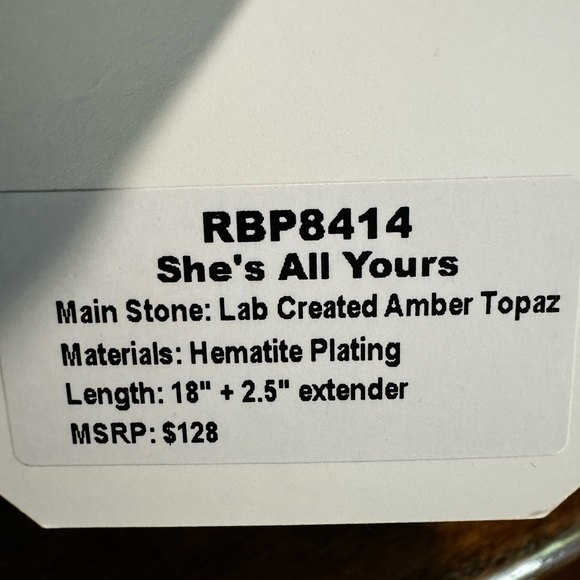 RBP8414
She's All Yours
Main Stone: Lab Created Amber Topaz
Materials: Hematite Plating
Length: 18" + 2.5" extender
MSRP: $128